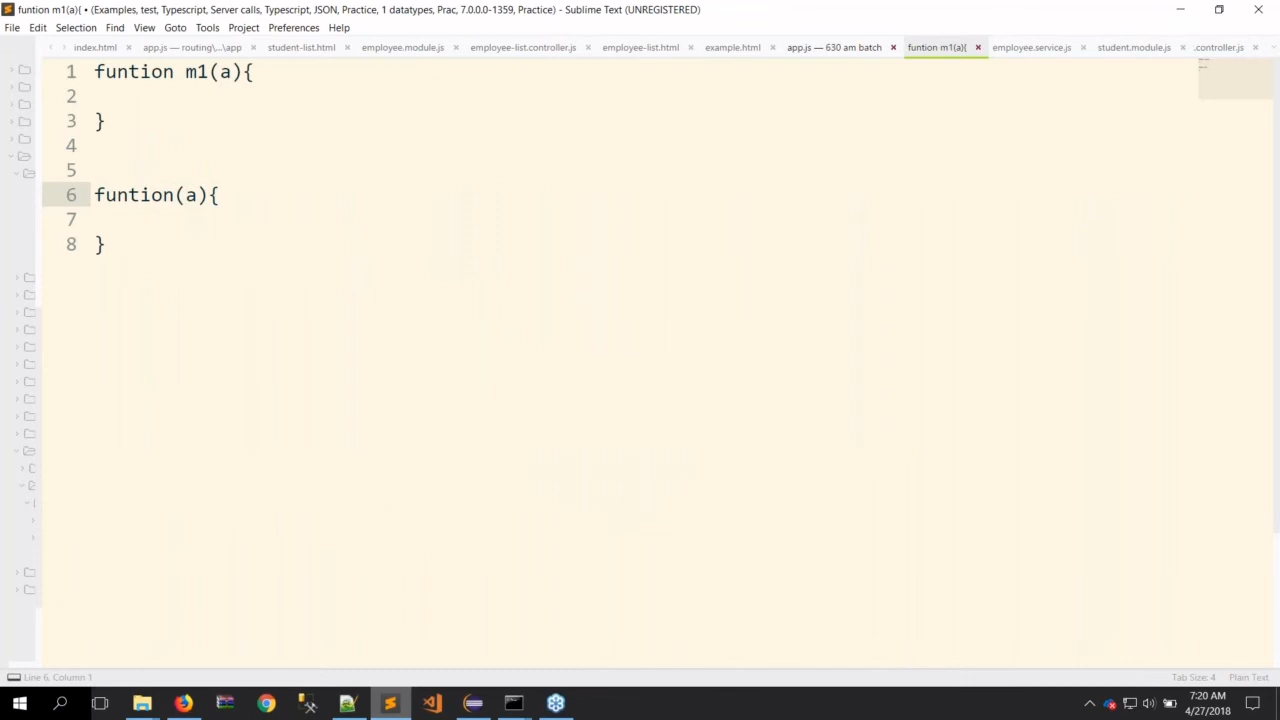 funtion m1(a){ • (Examples, test, Typescript, Server calls, Typescript, JSON, Practice, 1 datatypes, Prac, 7.0.0.0-1359, Practice) - Sublime Text (UNREGISTERED)
File Edit Selection Find View Goto Tools Project Preferences Help
index.html app.js — routing\...\app student-list.html employee.module.js employee-list.controller.js employee-list.html example.html app.js — 630 am batch funtion m1(a){ employee.service.js student.module.js .controller.js
1 funtion m1(a){
2
3 }
4
5
6 funtion(a){
7
8 }
Line 6, Column 1 Tab Size: 4 Plain Text
7:20 AM
4/27/2018